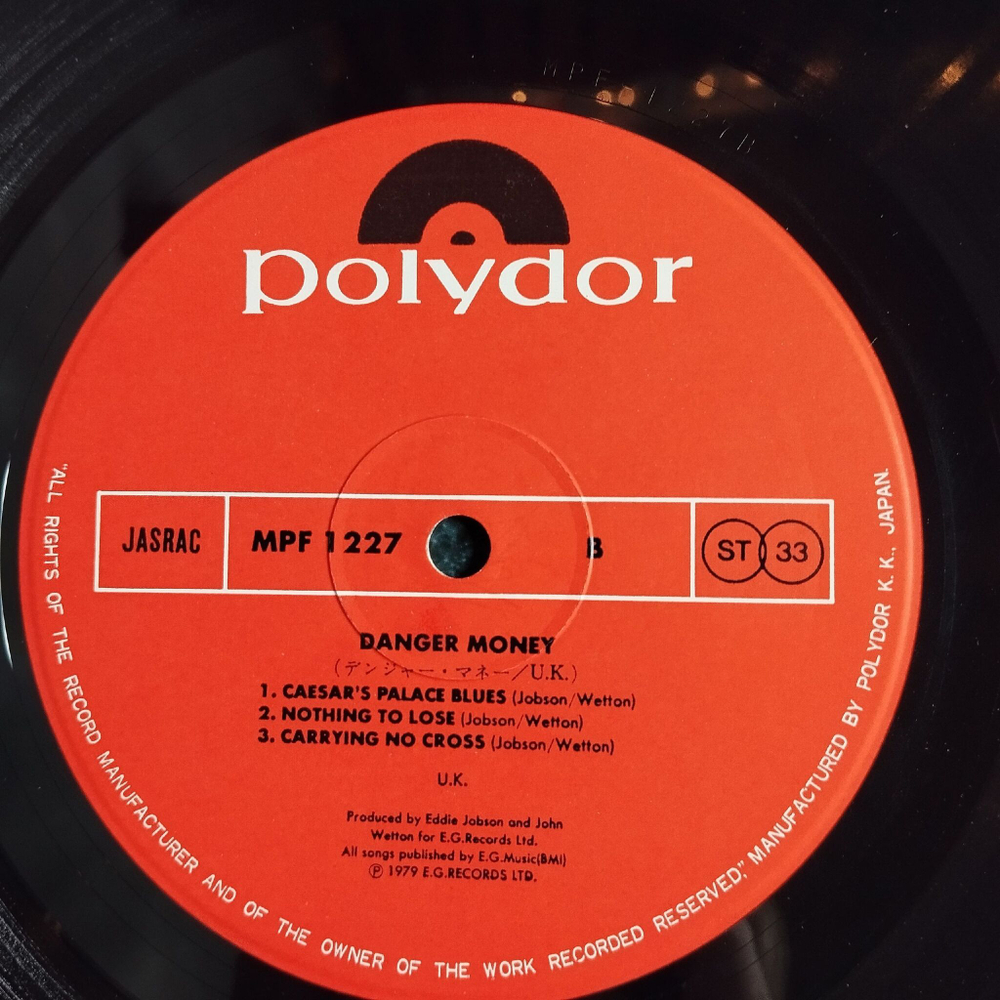 polydor
JASRAC
MPF 1227
B
ST 33
DANGER MONEY
(デンジャー・マネー/U.K.)
1. CAESAR'S PALACE BLUES (Jobson/Wetton)
2. NOTHING TO LOSE (Jobson/Wetton)
3. CARRYING NO CROSS (Jobson/Wetton)
U.K.
Produced by Eddie Jobson and John
Wetton for E.G.Records Ltd.
All songs published by E.G.Music(BMI)
Ⓟ 1979 E.G.RECORDS LTD.
"ALL RIGHTS OF THE RECORD MANUFACTURER AND OF THE OWNER OF THE WORK RECORDED RESERVED," MANUFACTURED BY POLYDOR K. K., JAPAN.